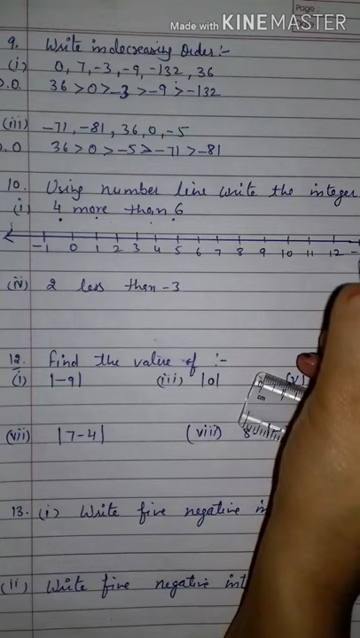 Page
Made with KINEMASTER
9. Write in decreasing Order:-
(i) 0, 7, -3, -9, -132, 36
D.O. 36 > 0 > -3 > -9 > -132
(iii) -71, -81, 36, 0, -5
D.O 36 > 0 > -5 > -71 > -81
10. Using number line write the integer
(i) 4 more than 6
-1 0 1 2 3 4 5 6 7 8 9 10 11 12
(iv) 2 less than -3
12. Find the value of :-
(i) |-9| (iii) |0| (v)
(vii) |7-4| (viii) 8
13. (i) Write five negative in
(ii) Write five negative int